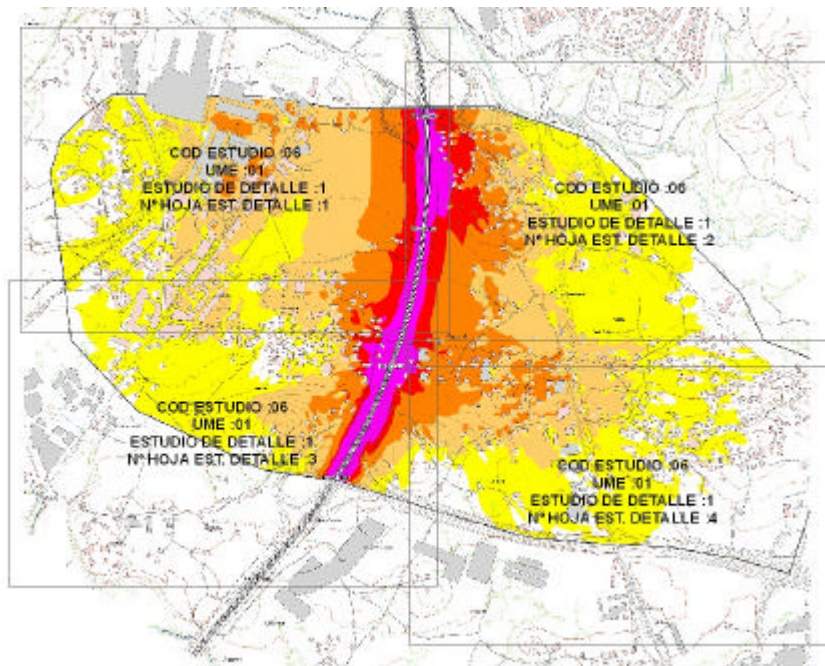 COD ESTUDIO :06
UME :01
ESTUDIO DE DETALLE :1
Nº HOJA EST. DETALLE :1
COD ESTUDIO :06
UME :01
ESTUDIO DE DETALLE :1
Nº HOJA EST. DETALLE :2
COD ESTUDIO :06
UME :01
ESTUDIO DE DETALLE :1
Nº HOJA EST. DETALLE :3
COD ESTUDIO :06
UME :01
ESTUDIO DE DETALLE :1
Nº HOJA EST. DETALLE :4